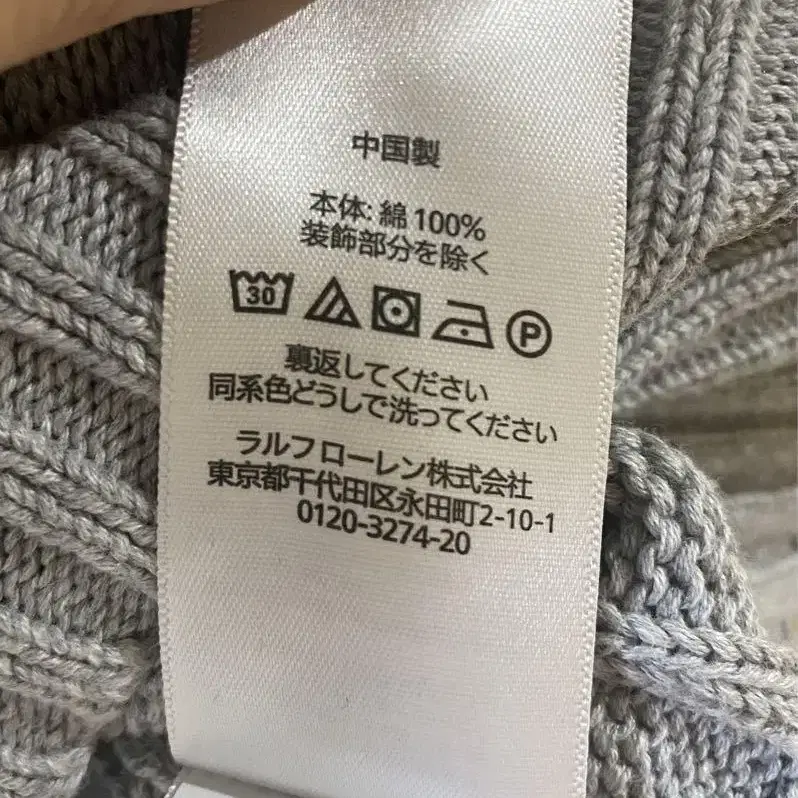 中国製
本体: 綿 100%
装飾部分を除く
30 P
裏返してください
同系色どうしで洗ってください
ラルフ ローレン株式会社
東京都千代田区永田町2-10-1
0120-3274-20